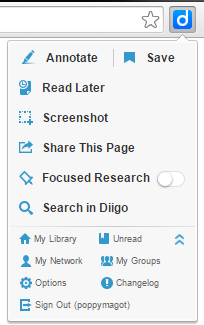 d
Annotate Save
Read Later
Screenshot
Share This Page
Focused Research
Search in Diigo
My Library Unread
My Network My Groups
Options Changelog
Sign Out (poppymagot)